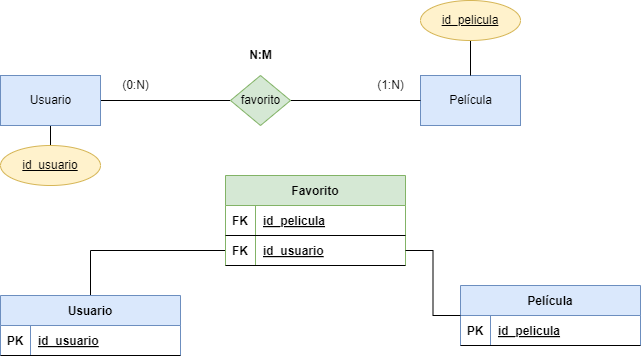 id_pelicula
N:M
(0:N)
(1:N)
Usuario
favorito
Película
id_usuario
Favorito
FK id_pelicula
FK id_usuario
Usuario
PK id_usuario
Película
PK id_pelicula